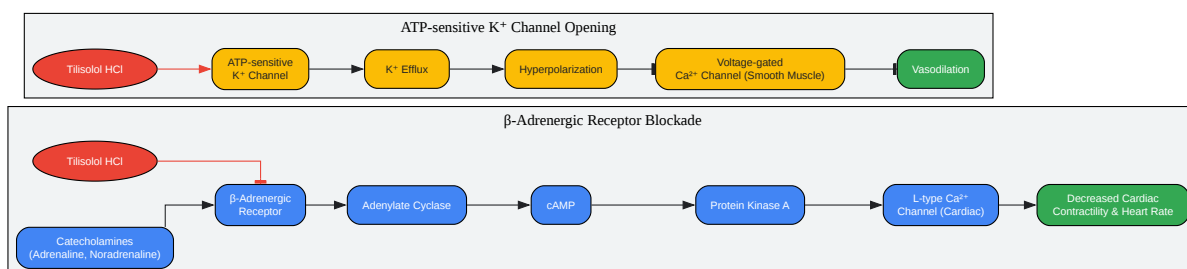 ATP-sensitive K⁺ Channel Opening
Tilisolol HCl
ATP-sensitive
K⁺ Channel
K⁺ Efflux
Hyperpolarization
Voltage-gated
Ca²⁺ Channel (Smooth Muscle)
Vasodilation
β-Adrenergic Receptor Blockade
Tilisolol HCl
Catecholamines
(Adrenaline, Noradrenaline)
β-Adrenergic
Receptor
Adenylate Cyclase
cAMP
Protein Kinase A
L-type Ca²⁺
Channel (Cardiac)
Decreased Cardiac
Contractility & Heart Rate